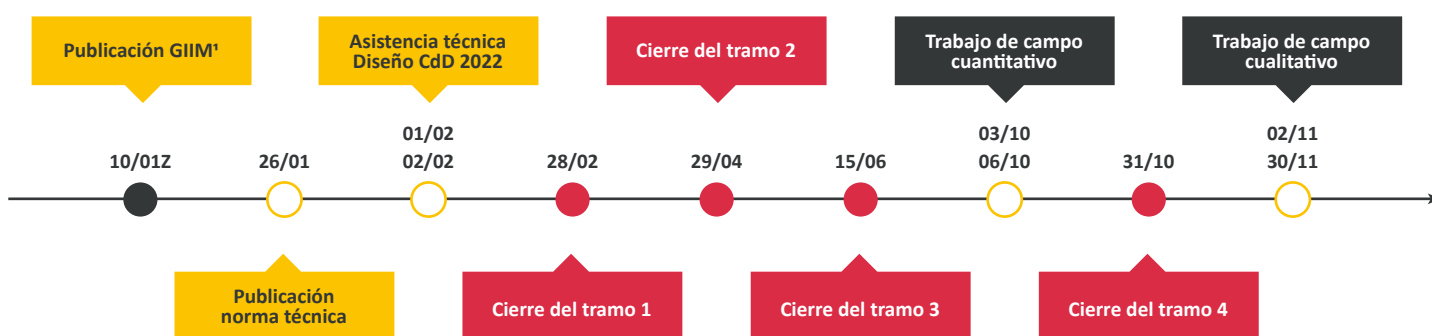 Publicación GIIM¹
Asistencia técnica
Diseño CdD 2022
Cierre del tramo 2
Trabajo de campo
cuantitativo
Trabajo de campo
cualitativo
10/01Z
26/01
01/02
02/02
28/02
29/04
15/06
03/10
06/10
31/10
02/11
30/11
Publicación
norma técnica
Cierre del tramo 1
Cierre del tramo 3
Cierre del tramo 4